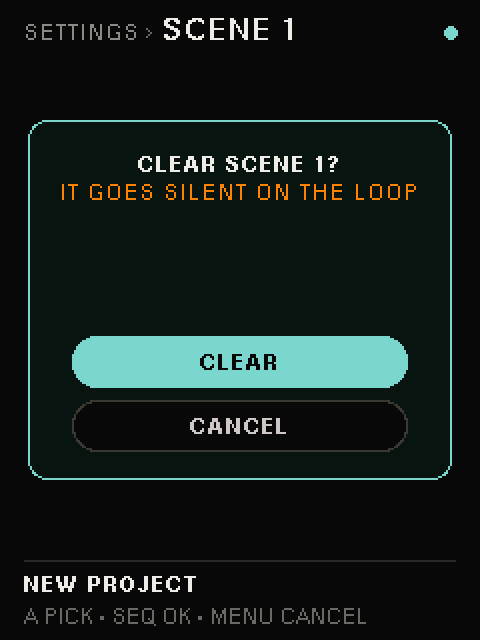 SETTINGS › SCENE 1
CLEAR SCENE 1?
IT GOES SILENT ON THE LOOP
CLEAR
CANCEL
NEW PROJECT
A PICK · SEQ OK · MENU CANCEL